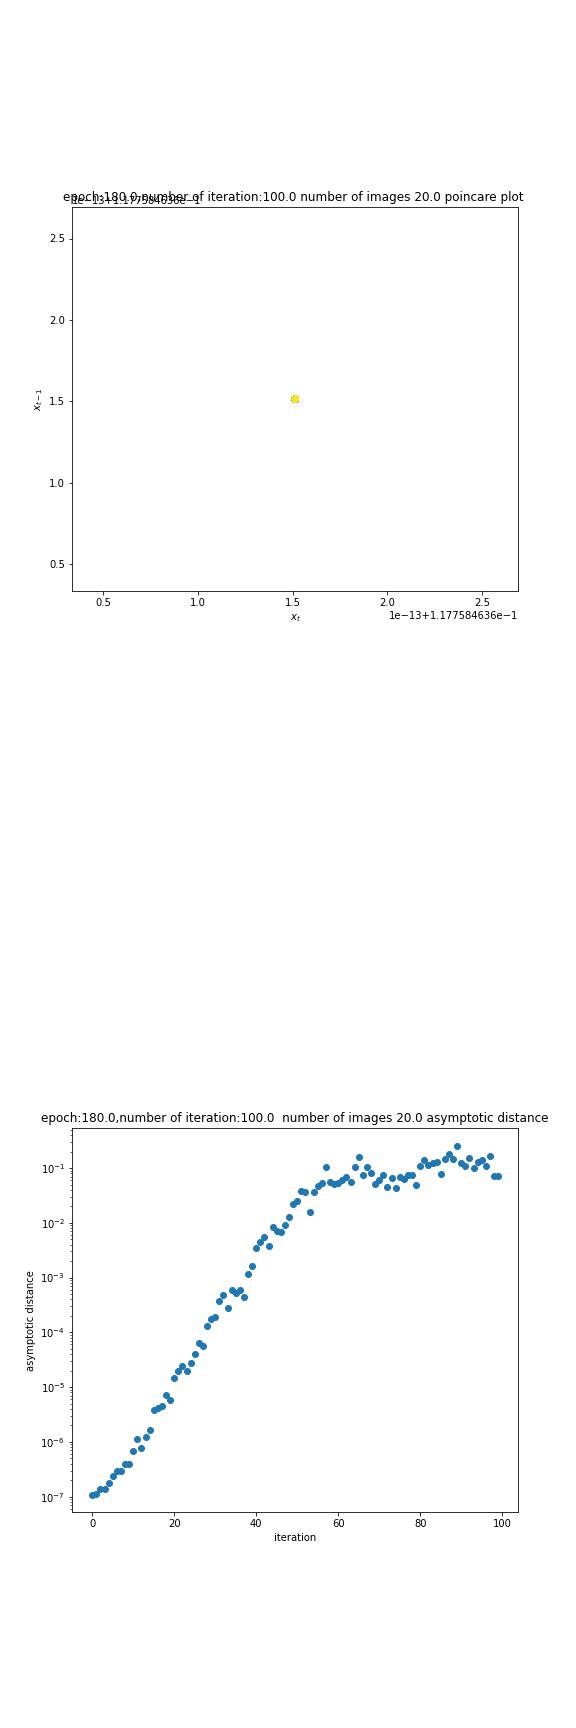 epoch:180.0,number of iteration:100.0 number of images 20.0 poincare plot
1e−13+1.177584636e−1
2.5
2.0
1.5
1.0
0.5
x_{t−1}
0.5 1.0 1.5 2.0 2.5
x_t
1e−13+1.177584636e−1
epoch:180.0,number of iteration:100.0  number of images 20.0 asymptotic distance
10^{−1}
10^{−2}
10^{−3}
10^{−4}
10^{−5}
10^{−6}
10^{−7}
asymptotic distance
0 20 40 60 80 100
iteration